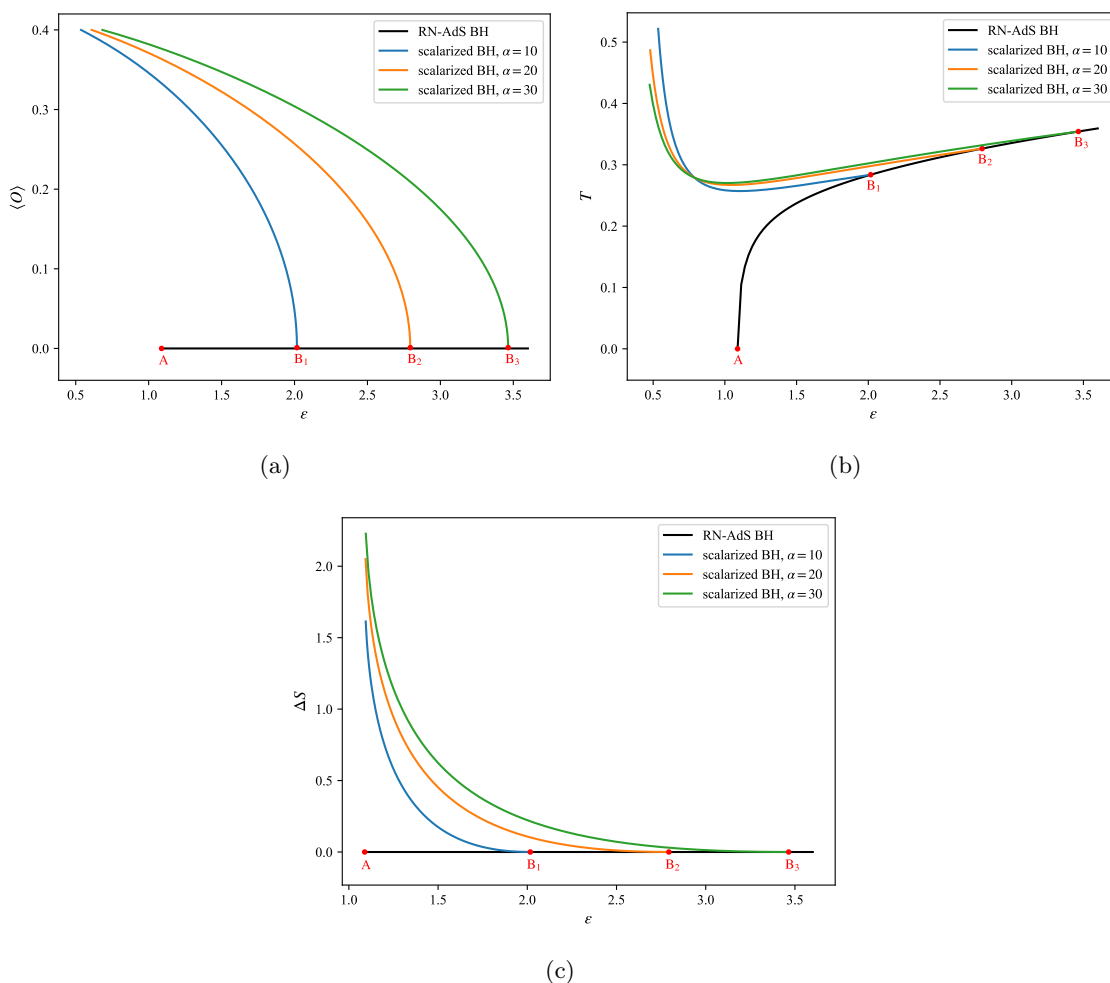 RN-AdS BH
scalarized BH, α = 10
scalarized BH, α = 20
scalarized BH, α = 30
0.4
0.3
0.2
0.1
0.0
⟨O⟩
A
B₁
B₂
B₃
0.5 1.0 1.5 2.0 2.5 3.0 3.5
ε
(a)
RN-AdS BH
scalarized BH, α = 10
scalarized BH, α = 20
scalarized BH, α = 30
0.5
0.4
0.3
0.2
0.1
0.0
T
B₃
B₂
B₁
A
0.5 1.0 1.5 2.0 2.5 3.0 3.5
ε
(b)
RN-AdS BH
scalarized BH, α = 10
scalarized BH, α = 20
scalarized BH, α = 30
2.0
1.5
1.0
0.5
0.0
ΔS
A
B₁
B₂
B₃
1.0 1.5 2.0 2.5 3.0 3.5
ε
(c)